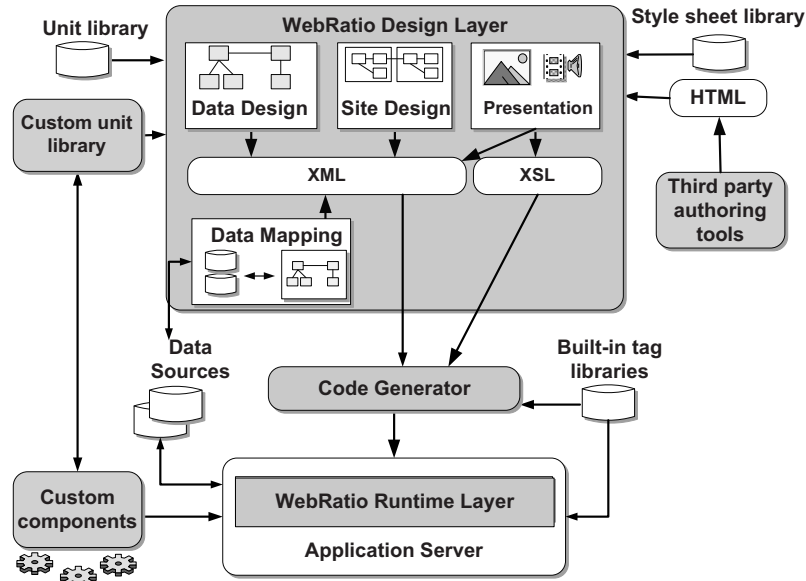 WebRatio Design Layer
Unit library
Style sheet library
Data Design
Site Design
Presentation
HTML
Custom unit
library
XML
XSL
Third party
authoring
tools
Data Mapping
Data
Sources
Built-in tag
libraries
Code Generator
Custom
components
WebRatio Runtime Layer
Application Server